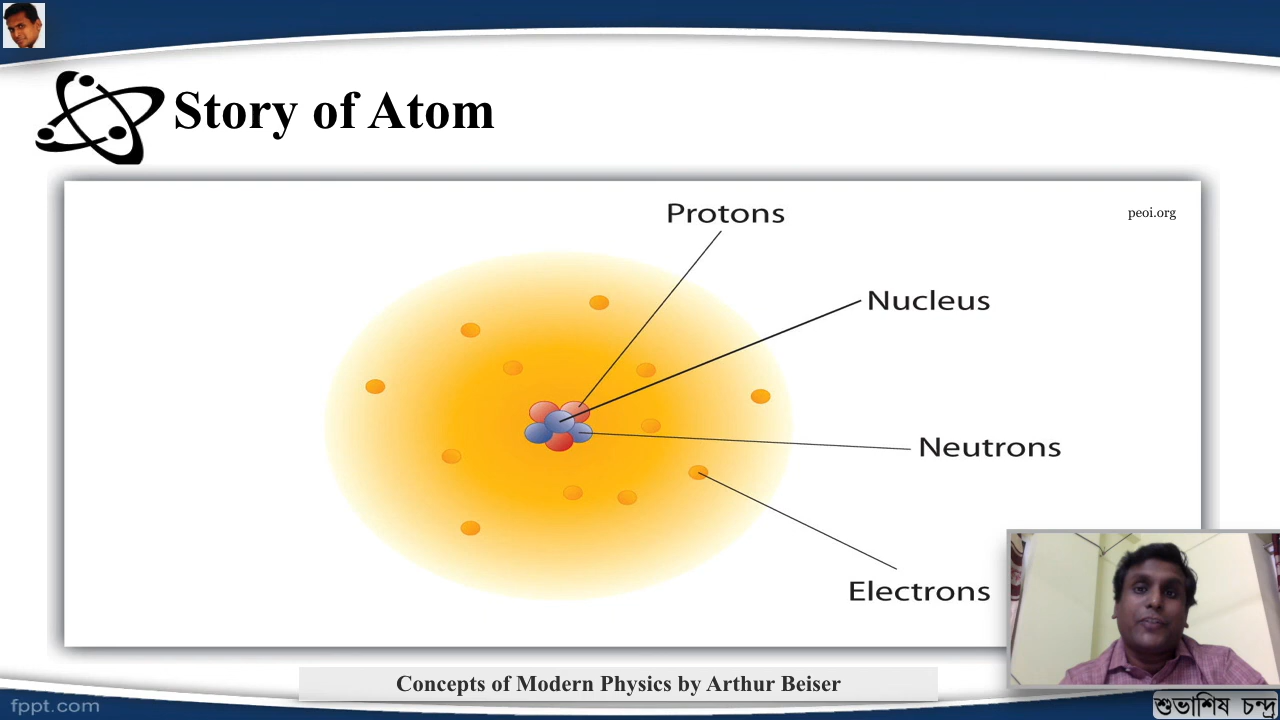 Story of Atom
Protons
peoi.org
Nucleus
Neutrons
Electrons
Concepts of Modern Physics by Arthur Beiser
fppt.com
শুভাশিষ চন্দ্র